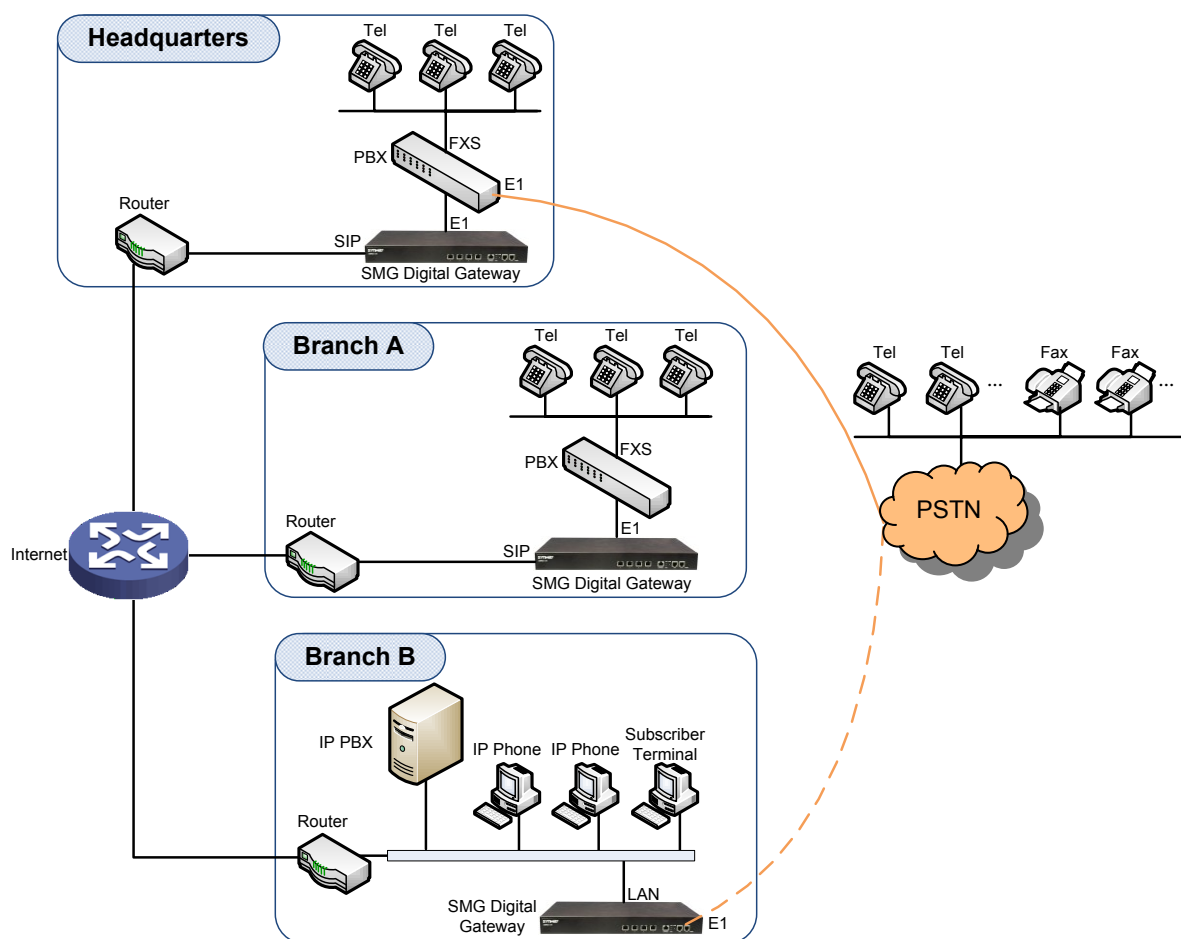 Headquarters
Tel
Tel
Tel
FXS
PBX
E1
E1
Router
SIP
SMG Digital Gateway
Branch A
Tel
Tel
Tel
FXS
PBX
E1
Router
SIP
SMG Digital Gateway
Internet
Tel
Tel
...
Fax
Fax
...
PSTN
Branch B
IP PBX
IP Phone
IP Phone
Subscriber
Terminal
Router
LAN
SMG Digital
Gateway
E1